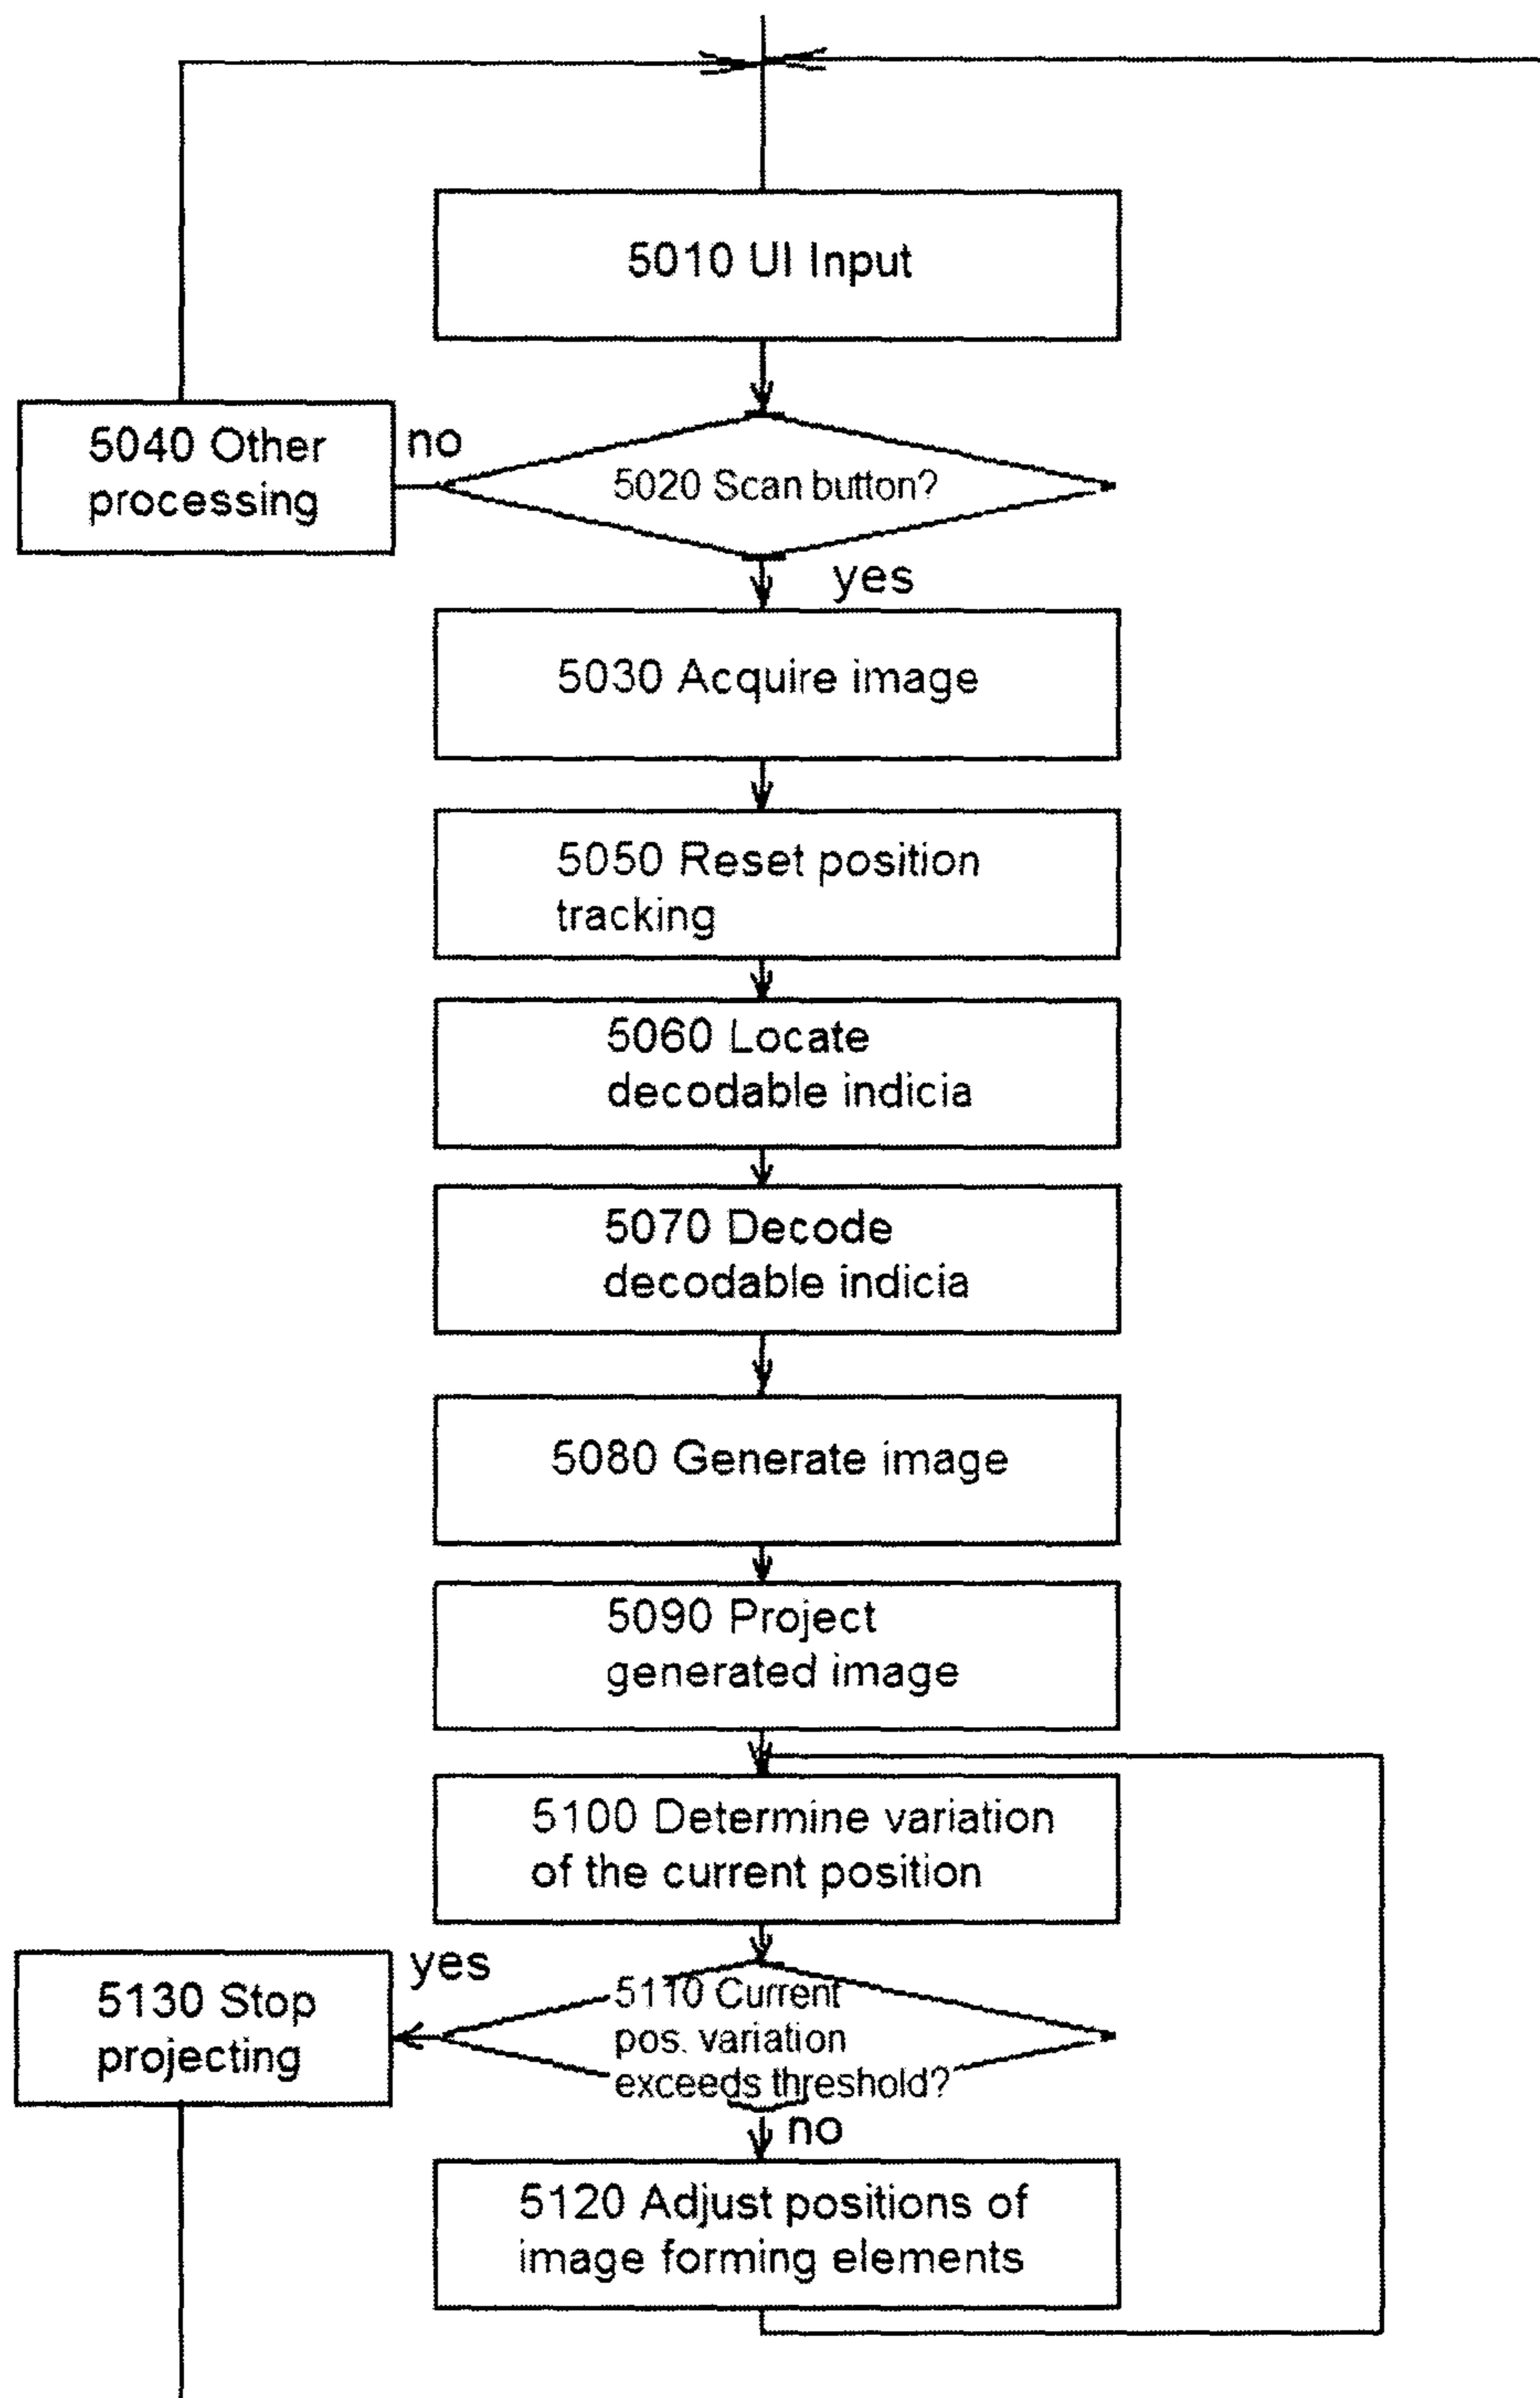 5010 UI Input
5040 Other
processing
no
5020 Scan button?
yes
5030 Acquire image
5050 Reset position
tracking
5060 Locate
decodable indicia
5070 Decode
decodable indicia
5080 Generate image
5090 Project
generated image
5100 Determine variation
of the current position
5130 Stop
projecting
yes
5110 Current
pos. variation
exceeds threshold?
no
5120 Adjust positions of
image forming elements